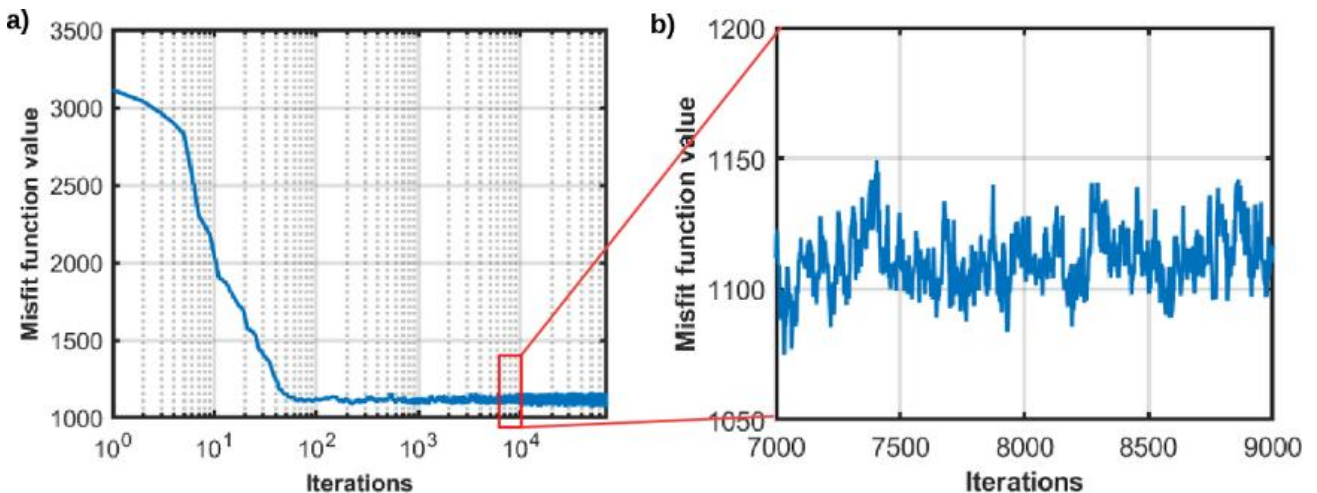 a)
3500
3000
2500
2000
1500
1000
Misfit function value
10^0 10^1 10^2 10^3 10^4
Iterations
b)
1200
1150
1100
1050
Misfit function value
7000 7500 8000 8500 9000
Iterations